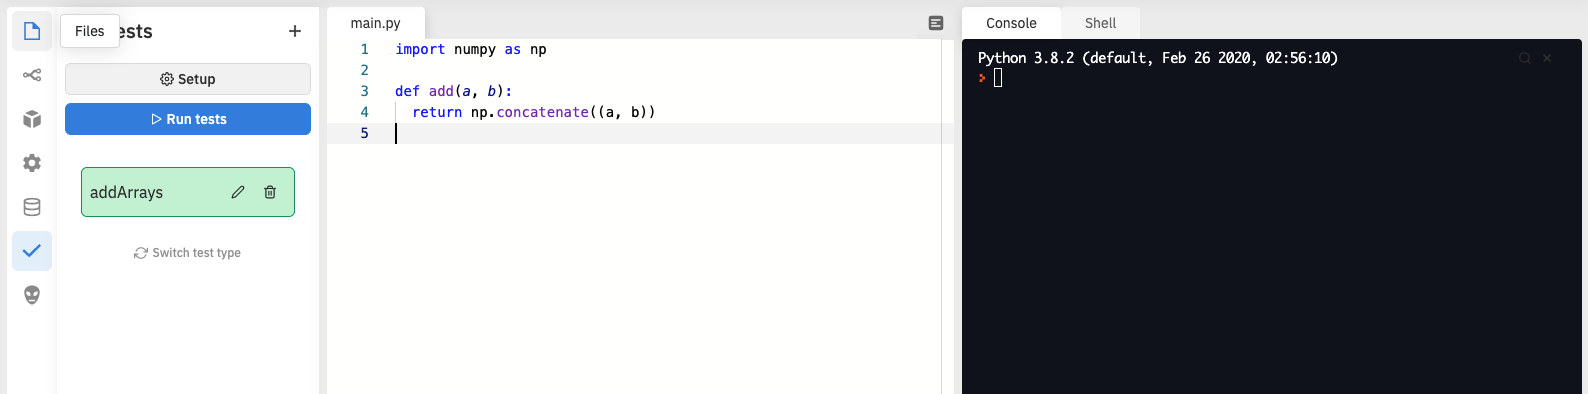 Files
ests
Setup
Run tests
addArrays
Switch test type
main.py
1 import numpy as np
2
3 def add(a, b):
4   return np.concatenate((a, b))
5
Console
Shell
Python 3.8.2 (default, Feb 26 2020, 02:56:10)